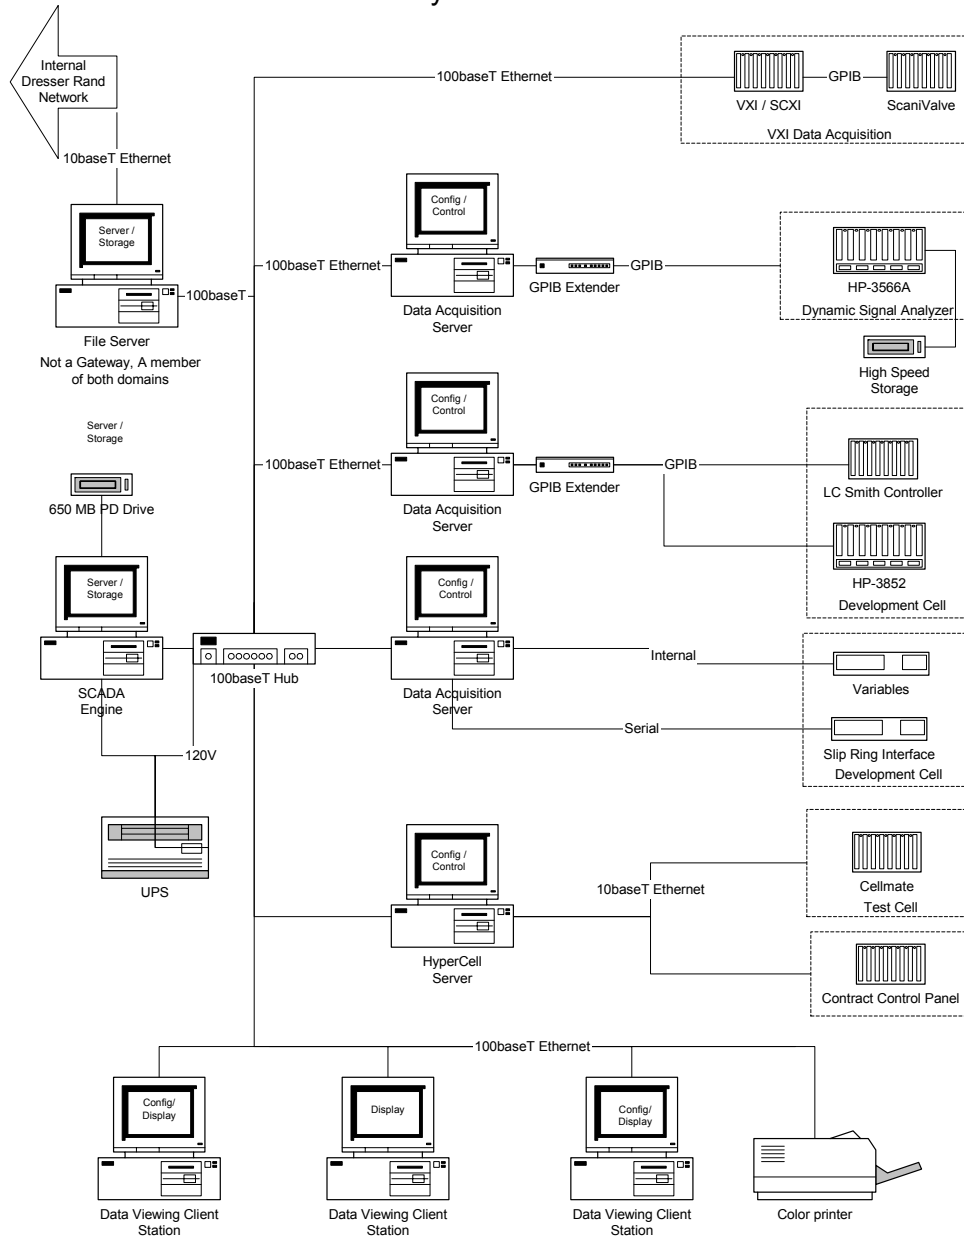 y
Internal
Dresser Rand
Network
10baseT Ethernet
100baseT Ethernet
GPIB
VXI / SCXI
ScaniValve
VXI Data Acquisition
Server /
Storage
100baseT
File Server
Not a Gateway, A member
of both domains
Config /
Control
100baseT Ethernet
GPIB
GPIB Extender
Data Acquisition
Server
HP-3566A
Dynamic Signal Analyzer
High Speed
Storage
Server /
Storage
650 MB PD Drive
Config /
Control
100baseT Ethernet
GPIB
GPIB Extender
Data Acquisition
Server
LC Smith Controller
HP-3852
Development Cell
Server /
Storage
SCADA
Engine
100baseT Hub
Config /
Control
Data Acquisition
Server
Internal
Variables
Serial
Slip Ring Interface
Development Cell
120V
UPS
Config /
Control
HyperCell
Server
10baseT Ethernet
Cellmate
Test Cell
Contract Control Panel
100baseT Ethernet
Config/
Display
Data Viewing Client
Station
Display
Data Viewing Client
Station
Config/
Display
Data Viewing Client
Station
Color printer